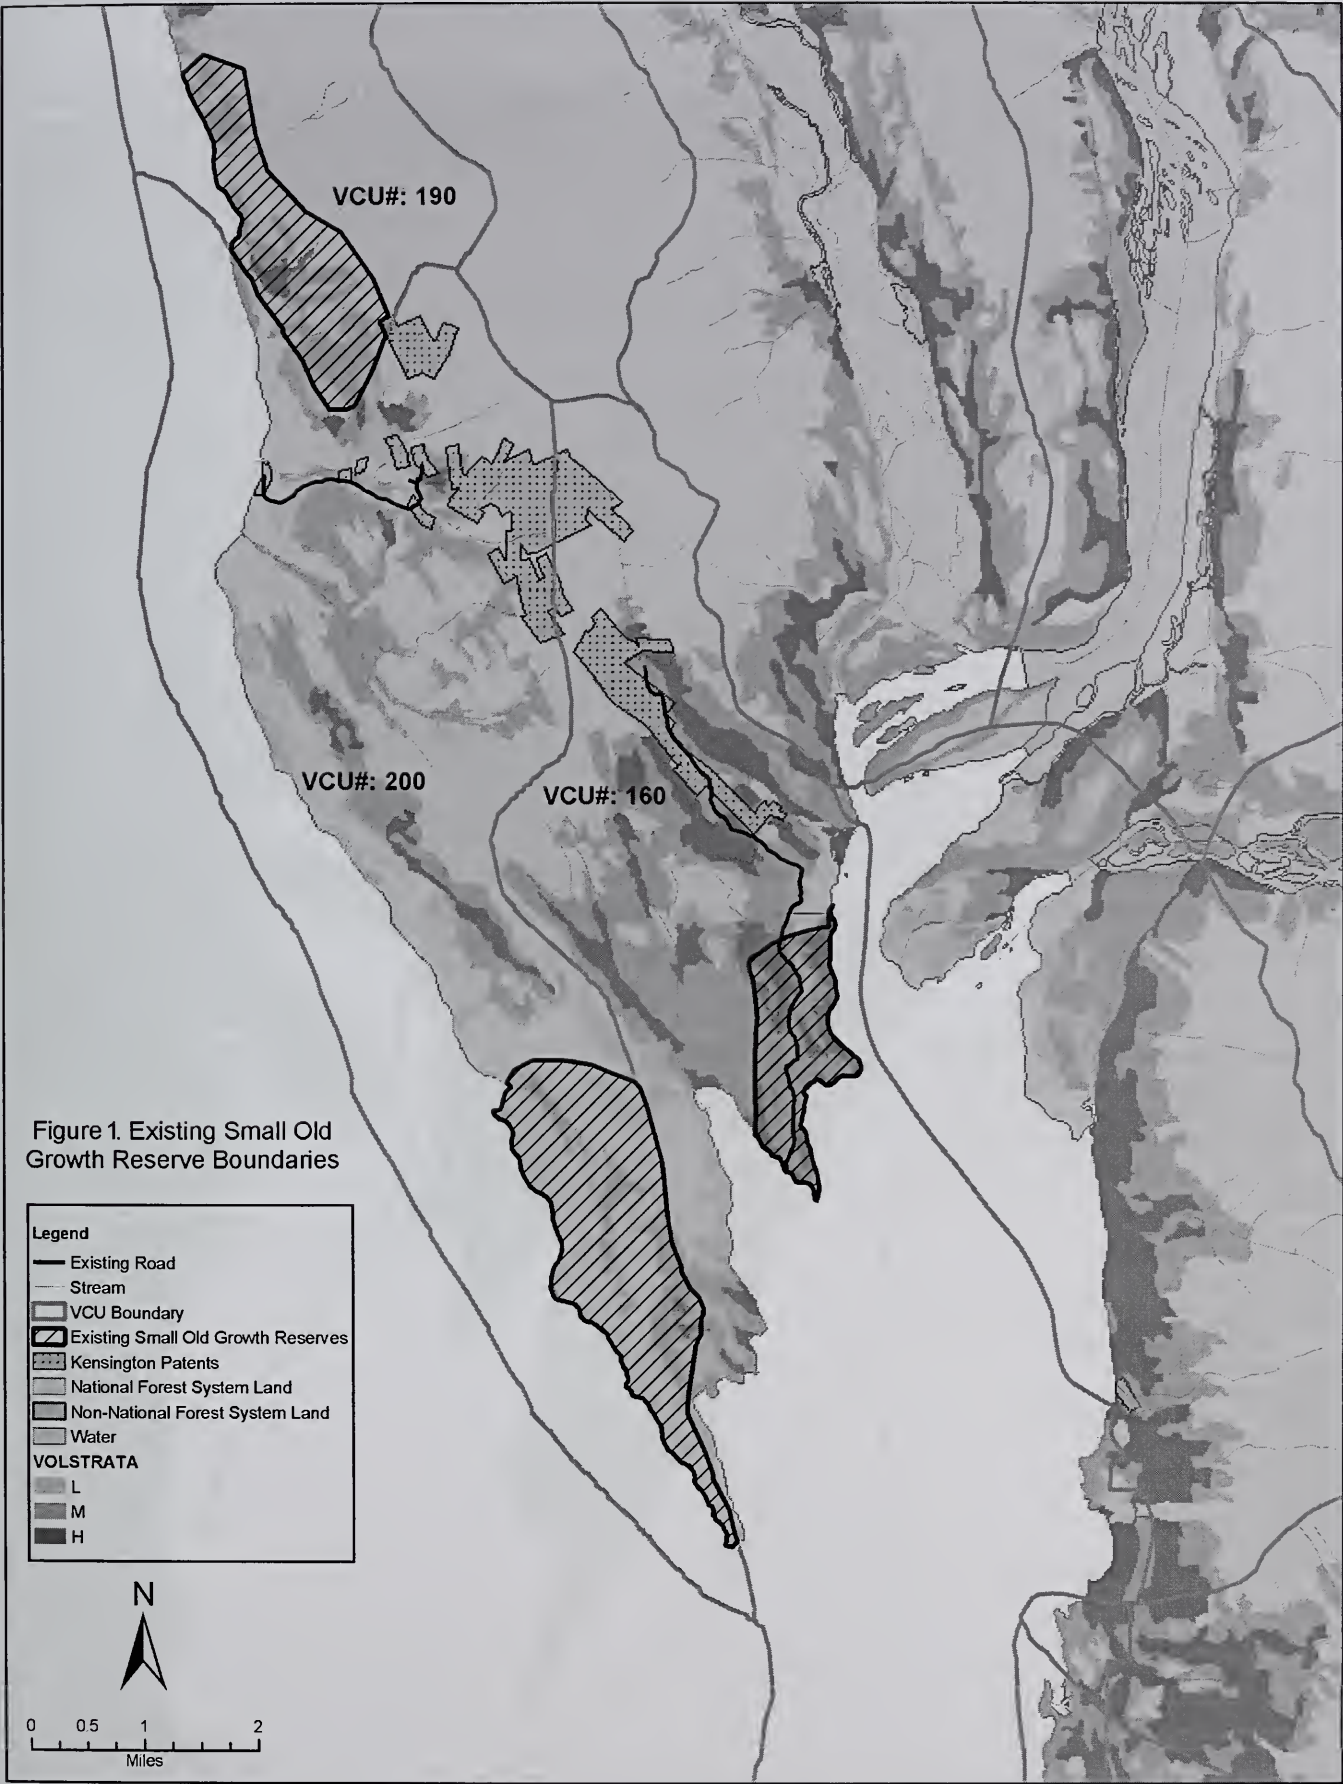 VCU#: 190
VCU#: 200
VCU#: 160
Figure 1. Existing Small Old
Growth Reserve Boundaries
Legend
Existing Road
Stream
VCU Boundary
Existing Small Old Growth Reserves
Kensington Patents
National Forest System Land
Non-National Forest System Land
Water
VOLSTRATA
L
M
H
N
0 0.5 1 2
Miles